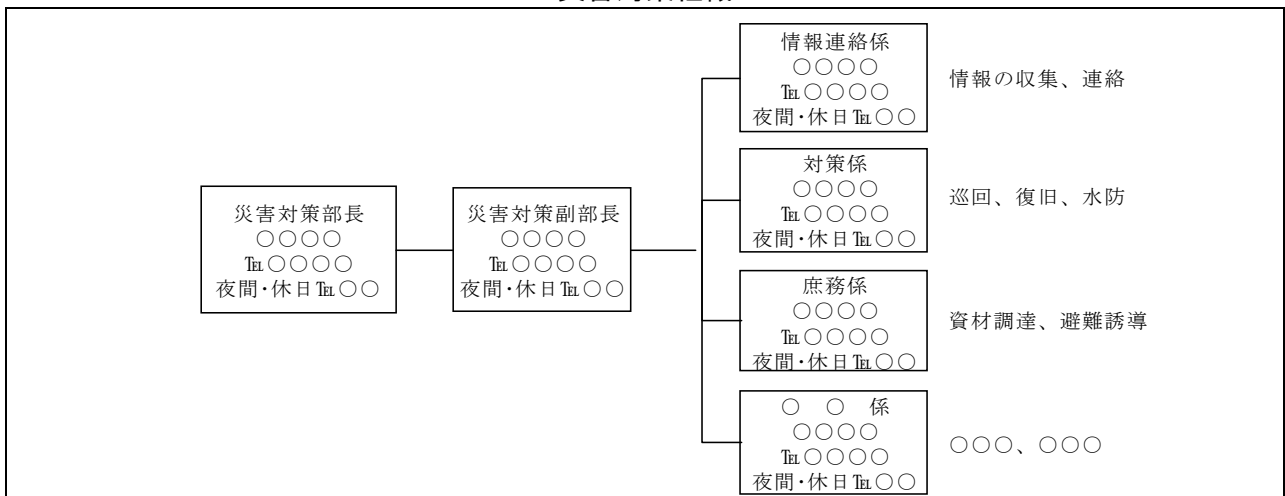 災害対策部長
○○○○
℡○○○○
夜間・休日℡○○
災害対策副部長
○○○○
℡○○○○
夜間・休日℡○○
情報連絡係
○○○○
℡○○○○
夜間・休日℡○○
情報の収集、連絡
対策係
○○○○
℡○○○○
夜間・休日℡○○
巡回、復旧、水防
庶務係
○○○○
℡○○○○
夜間・休日℡○○
資材調達、避難誘導
○　○　係
○○○○
℡○○○○
夜間・休日℡○○
○○○、○○○